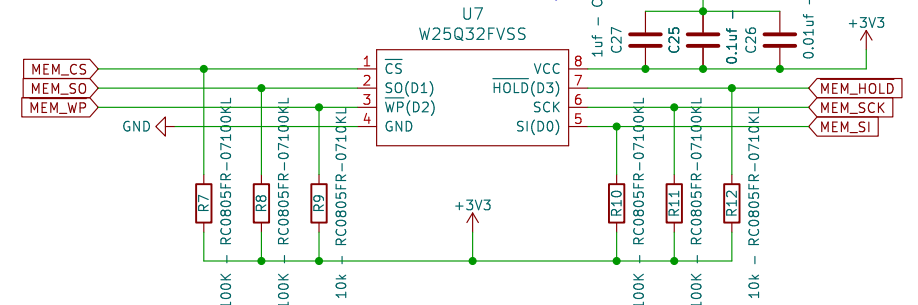 U7
W25Q32FVSS
1uf - C
C27
C25
0.1uf -
C26
0.01uf -
+3V3
MEM_CS
1
CS
VCC
8
MEM_SO
2
SO(D1)
HOLD(D3)
7
MEM_HOLD
MEM_WP
3
WP(D2)
SCK
6
MEM_SCK
GND
4
GND
SI(D0)
5
MEM_SI
R7
100K - RC0805FR-07100KL
R8
100K - RC0805FR-07100KL
R9
10k - RC0805FR-0710KL
+3V3
R10
100K - RC0805FR-07100KL
R11
100K - RC0805FR-07100KL
R12
10k - RC0805FR-0710KL